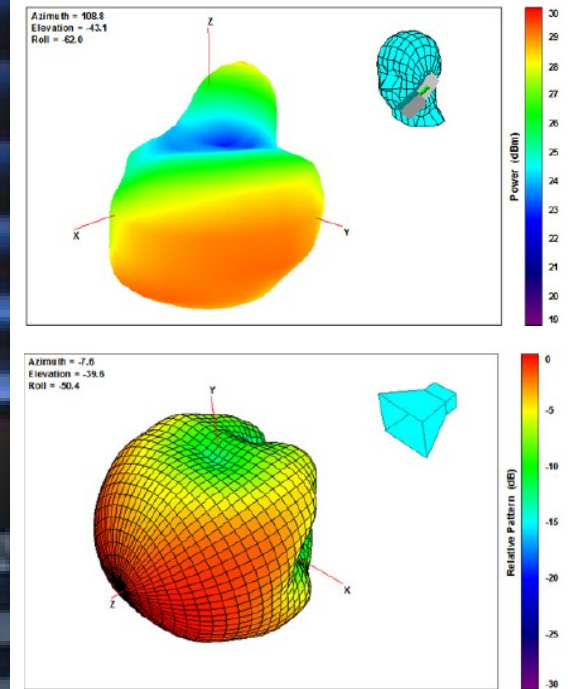 Azimuth = 108.8
Elevation = -43.1
Roll = -62.0
Z
X
Y
30
29
28
27
26
25
24
23
22
21
20
19
Power (dBm)
Azimuth = -7.6
Elevation = -39.6
Roll = -50.4
Y
Z
X
0
-5
-10
-15
-20
-25
-30
Relative Pattern (dB)